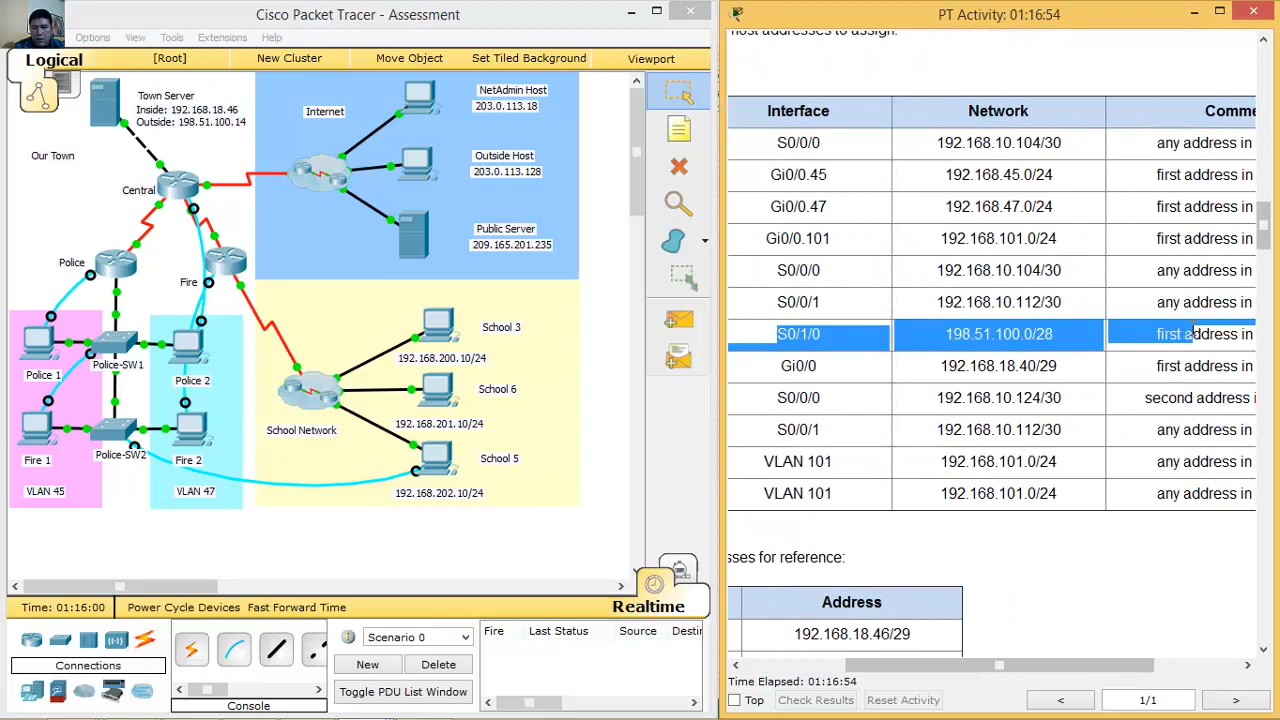 Cisco Packet Tracer - Assessment
Options View Tools Extensions Help
Logical [Root] New Cluster Move Object Set Tiled Background Viewport
Town Server
Inside: 192.168.18.46
Outside: 198.51.100.14
Our Town
Central
Internet
NetAdmin Host
203.0.113.18
Outside Host
203.0.113.128
Public Server
209.165.201.235
Police
Fire
School 3
192.168.200.10/24
School 6
192.168.201.10/24
School Network
School 5
192.168.202.10/24
Police 1
Police-SW1
Police 2
Fire 1
Police-SW2
Fire 2
VLAN 45
VLAN 47
Time: 01:16:00 Power Cycle Devices Fast Forward Time Realtime
Connections
Console
Scenario 0
New Delete
Toggle PDU List Window
Fire Last Status Source Destin
PT Activity: 01:16:54
host addresses to assign.
Interface Network Comme
S0/0/0 192.168.10.104/30 any address in
Gi0/0.45 192.168.45.0/24 first address in
Gi0/0.47 192.168.47.0/24 first address in
Gi0/0.101 192.168.101.0/24 first address in
S0/0/0 192.168.10.104/30 any address in
S0/0/1 192.168.10.112/30 any address in
S0/1/0 198.51.100.0/28 first address in
Gi0/0 192.168.18.40/29 first address in
S0/0/0 192.168.10.124/30 second address i
S0/0/1 192.168.10.112/30 any address in
VLAN 101 192.168.101.0/24 any address in
VLAN 101 192.168.101.0/24 any address in
sses for reference:
Address
192.168.18.46/29
Time Elapsed: 01:16:54
Top Check Results Reset Activity < 1/1 >